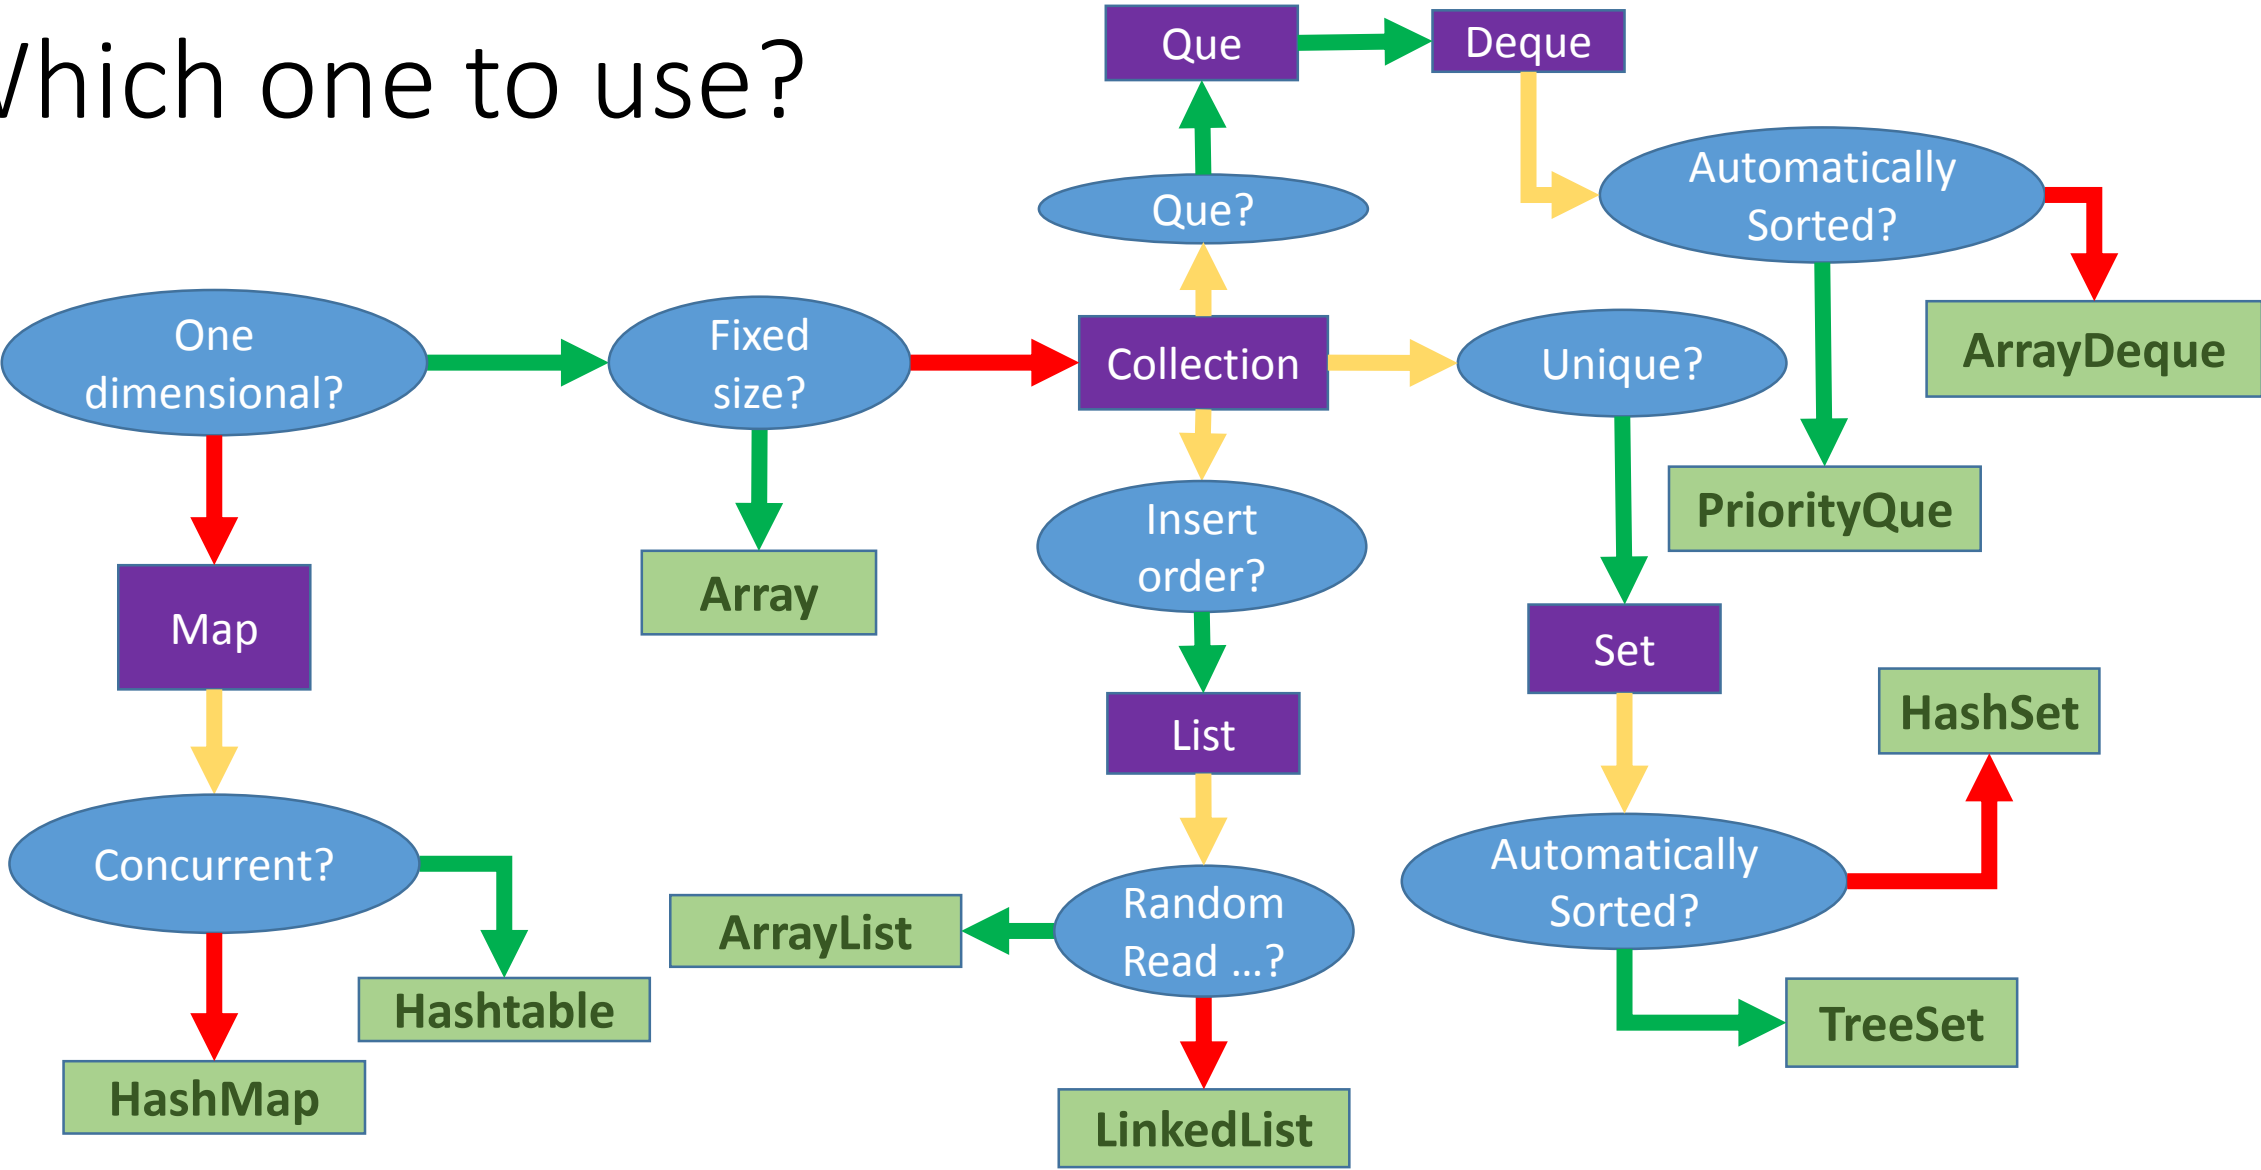 Which one to use?
Que
Deque
Automatically
Sorted?
Que?
One
dimensional?
Fixed
size?
Collection
Unique?
ArrayDeque
Insert
order?
PriorityQue
Array
Map
Set
List
HashSet
Concurrent?
Automatically
Sorted?
ArrayList
Random
Read ...?
Hashtable
TreeSet
HashMap
LinkedList